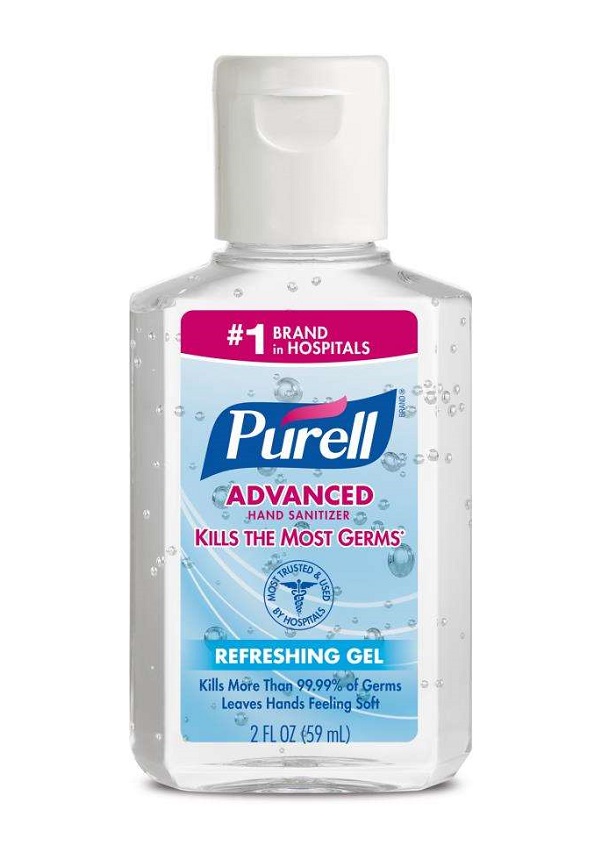 #1 BRAND
in HOSPITALS
Purell
BRAND®
ADVANCED
HAND SANITIZER
KILLS THE MOST GERMS*
MOST TRUSTED & USED
BY HOSPITALS
REFRESHING GEL
Kills More Than 99.99% of Germs
Leaves Hands Feeling Soft
2 FL OZ (59 mL)